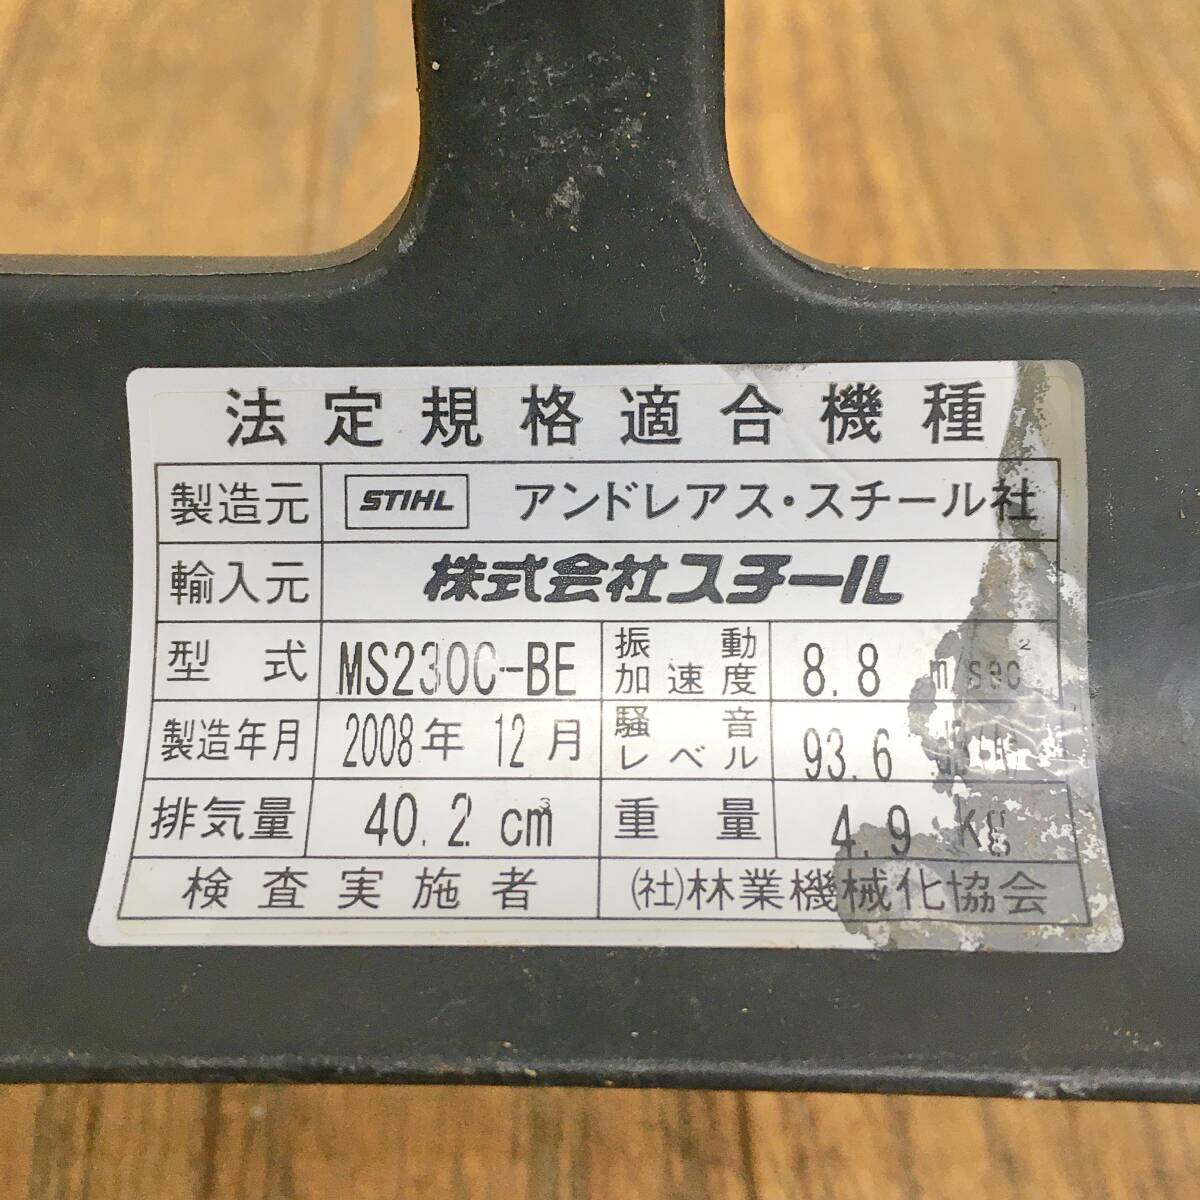 法定規格適合機種
製造元 STIHL アンドレアス・スチール社
輸入元 株式会社スチール
型式 MS230C-BE 振動加速度 8.8 m/sec²
製造年月 2008年 12月 騒音レベル 93.6
排気量 40.2 cm³ 重量 4.9 Kg
検査実施者 (社)林業機械化協会